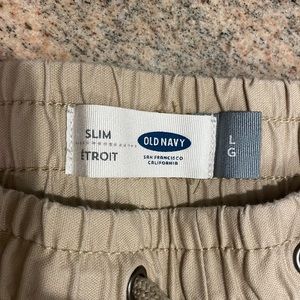 SLIM
ÉTROIT
OLD NAVY
SAN FRANCISCO
CALIFORNIA
L
G